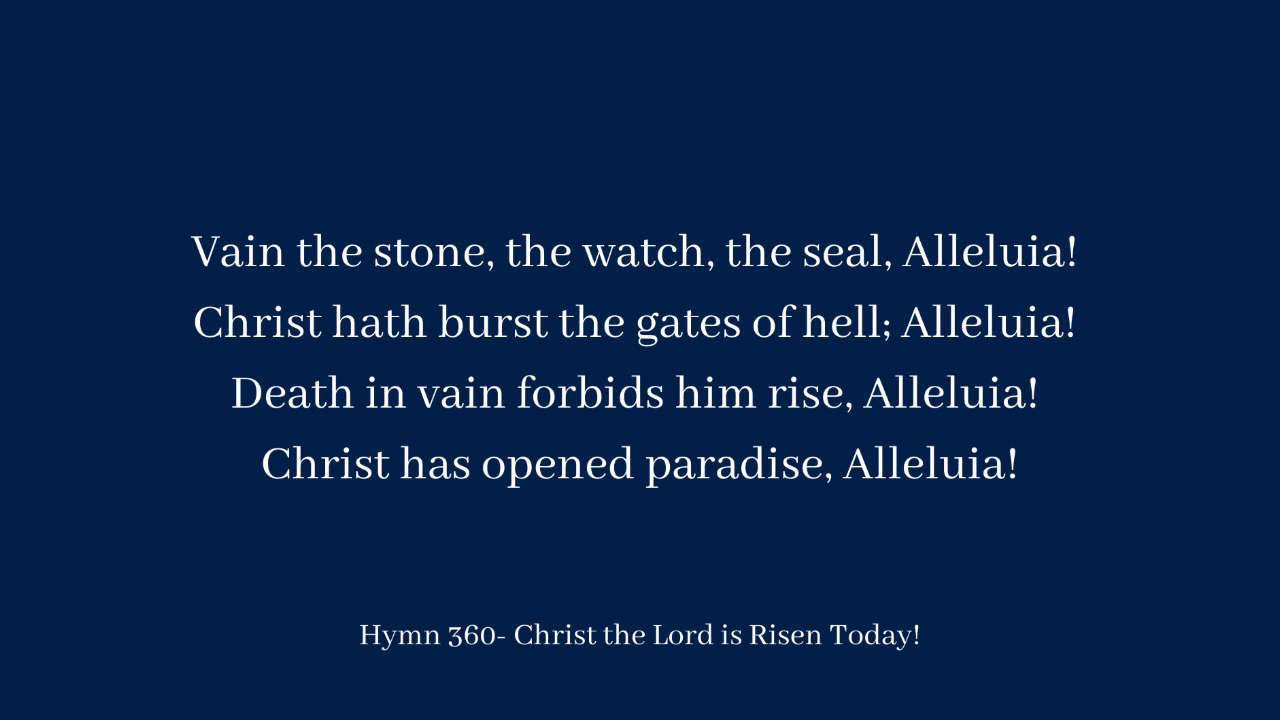 Vain the stone, the watch, the seal, Alleluia!
Christ hath burst the gates of hell; Alleluia!
Death in vain forbids him rise, Alleluia!
Christ has opened paradise, Alleluia!
Hymn 360- Christ the Lord is Risen Today!